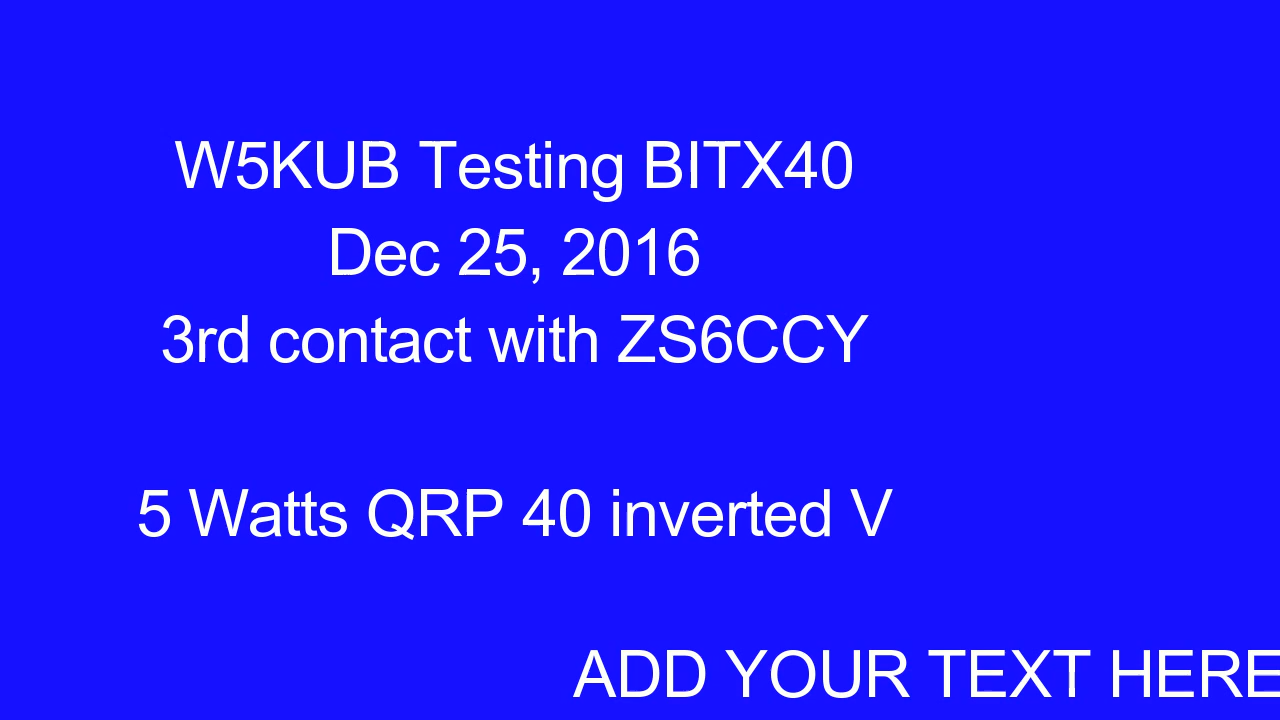 W5KUB Testing BITX40
Dec 25, 2016
3rd contact with ZS6CCY
5 Watts QRP 40 inverted V
ADD YOUR TEXT HERE